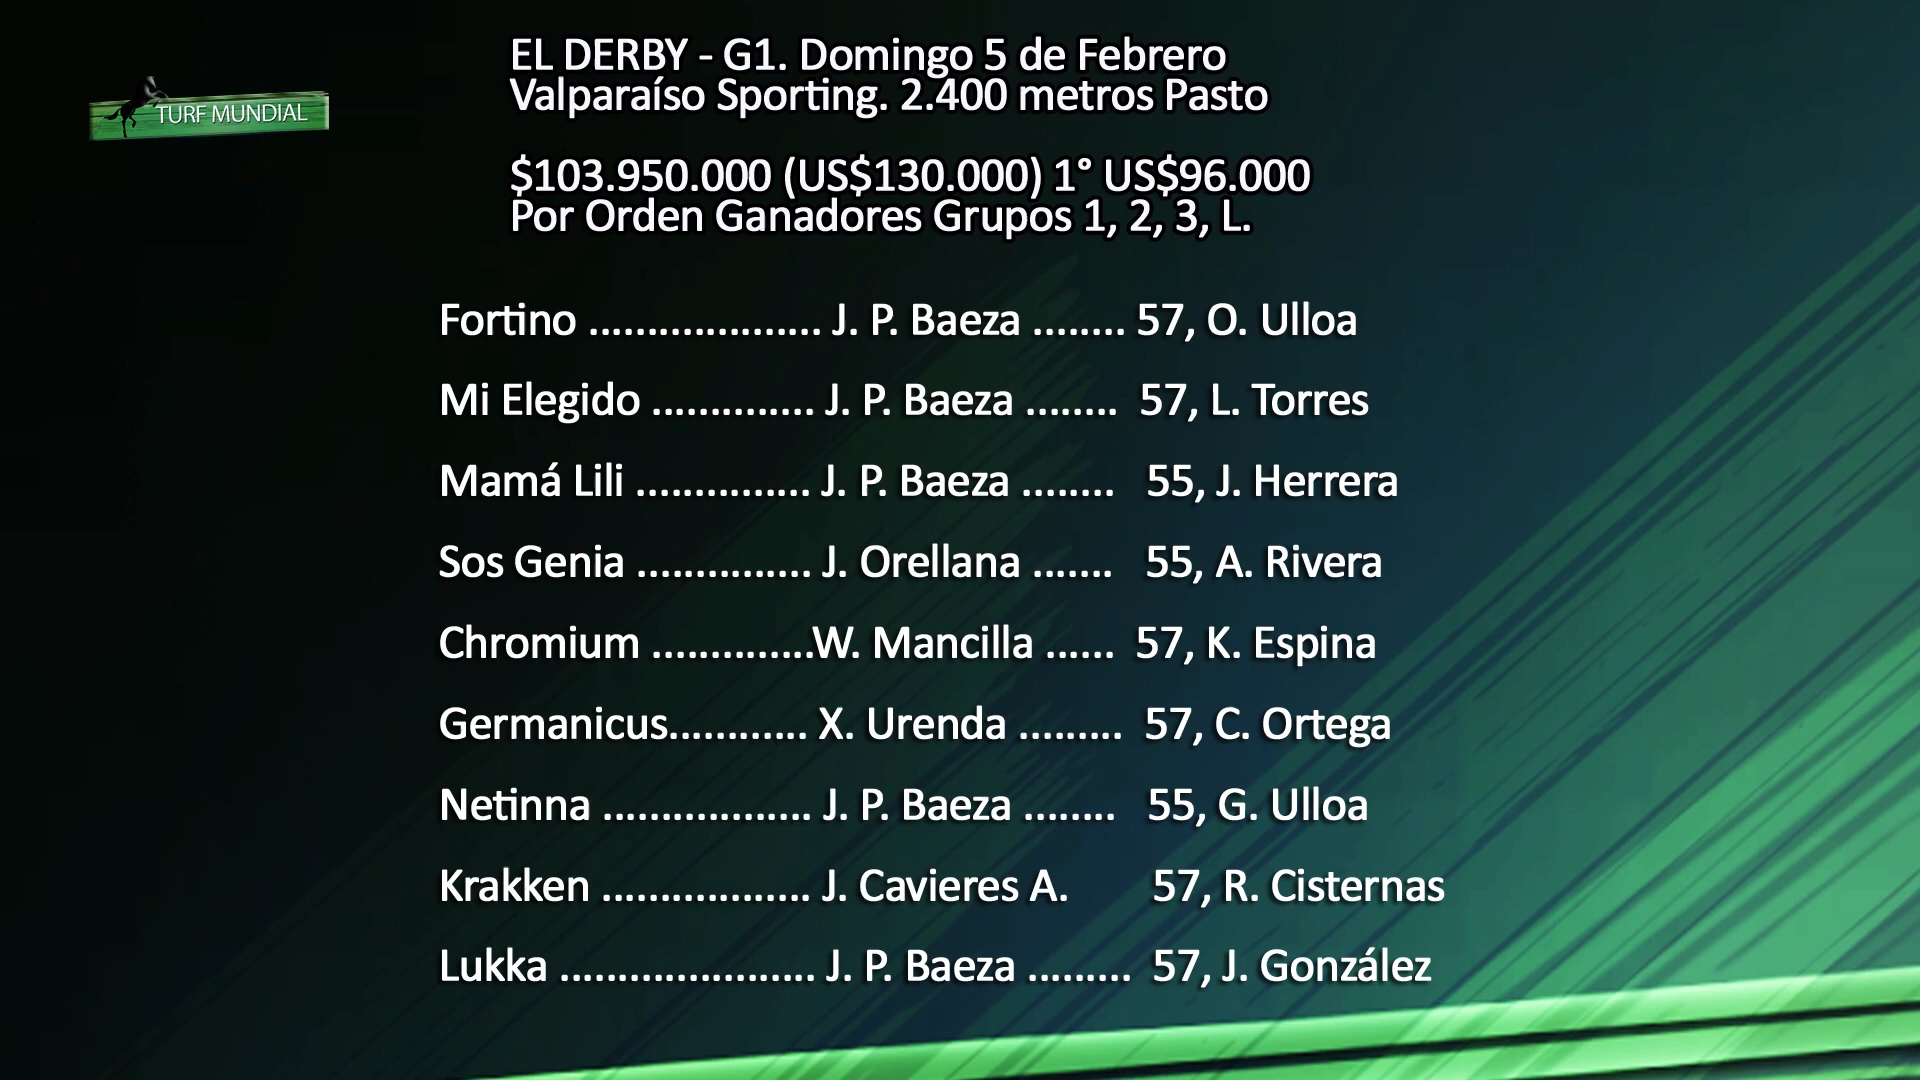 TURF MUNDIAL
EL DERBY - G1. Domingo 5 de Febrero
Valparaíso Sporting. 2.400 metros Pasto
$103.950.000 (US$130.000) 1° US$96.000
Por Orden Ganadores Grupos 1, 2, 3, L.
Fortino .................... J. P. Baeza ........ 57, O. Ulloa
Mi Elegido .............. J. P. Baeza ........ 57, L. Torres
Mamá Lili ............... J. P. Baeza ........ 55, J. Herrera
Sos Genia ............... J. Orellana ....... 55, A. Rivera
Chromium ..............W. Mancilla ...... 57, K. Espina
Germanicus............ X. Urenda ......... 57, C. Ortega
Netinna .................. J. P. Baeza ........ 55, G. Ulloa
Krakken .................. J. Cavieres A. 57, R. Cisternas
Lukka ...................... J. P. Baeza ......... 57, J. González